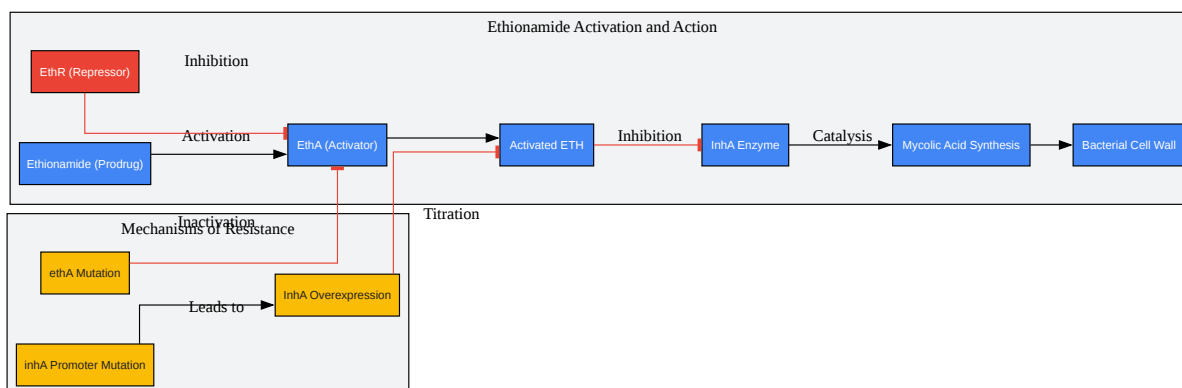 Ethionamide Activation and Action
Inhibition
EthR (Repressor)
Activation
EthA (Activator)
Activated ETH
Inhibition
InhA Enzyme
Catalysis
Mycolic Acid Synthesis
Bacterial Cell Wall
Ethionamide (Prodrug)
Inactivation
Titration
Mechanisms of Resistance
ethA Mutation
InhA Overexpression
Leads to
inhA Promoter Mutation